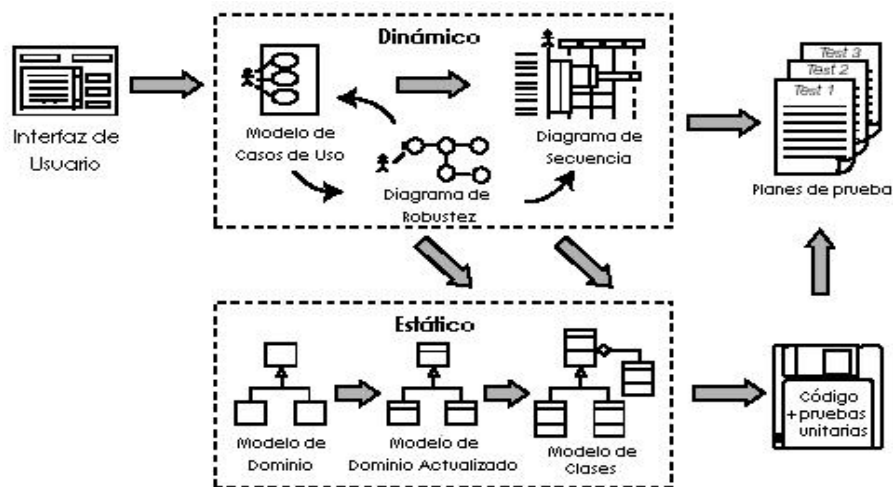 Dinámico
Interfaz de
Usuario
Modelo de
Casos de Uso
Diagrama de
Robustez
Diagrama de
Secuencia
Test 3
Test 2
Test 1
Planes de prueba
Estático
Modelo de
Dominio
Modelo de
Dominio Actualizado
Modelo de
Clases
Código
+ pruebas
unitarias